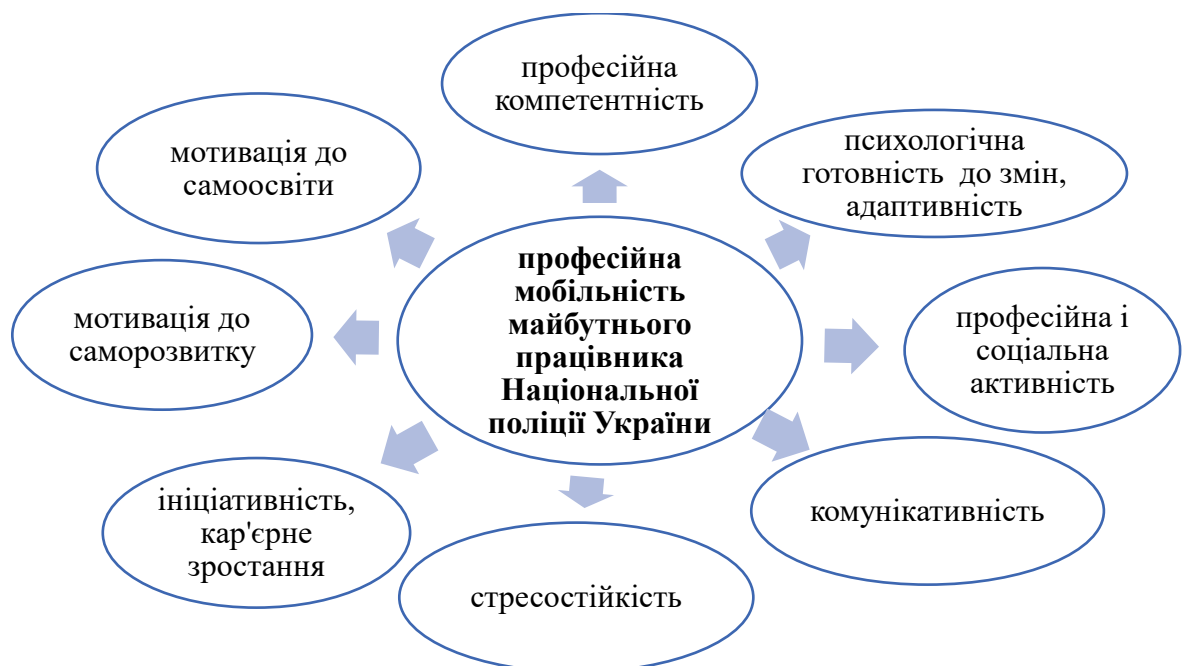 професійна
компетентність
психологічна
готовність до змін,
адаптивність
професійна і
соціальна
активність
комунікативність
стресостійкість
ініціативність,
кар'єрне
зростання
мотивація до
саморозвитку
мотивація до
самоосвіти
професійна
мобільність
майбутнього
працівника
Національної
поліції України